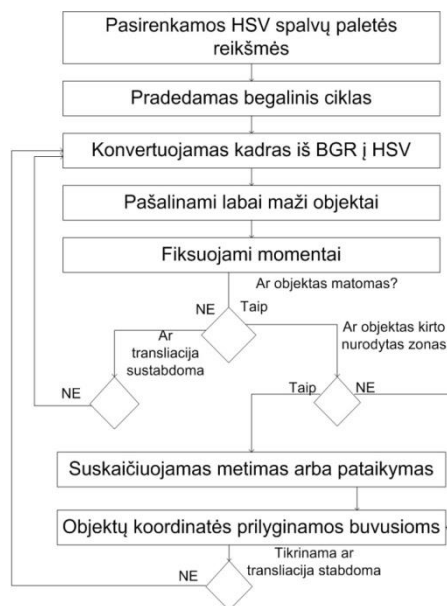 Pasirenkamos HSV spalvų paletės
reikšmės
Pradedamas begalinis ciklas
Konvertuojamas kadras iš BGR į HSV
Pašalinami labai maži objektai
Fiksuojami momentai
Ar objektas matomas?
NE
Taip
Ar
transliacija
sustabdoma
Ar objektas kirto
nurodytas zonas
NE
Taip
NE
Suskaičiuojamas metimas arba pataikymas
Objektų koordinatės prilyginamos buvusioms
Tikrinama ar
transliacija stabdoma
NE